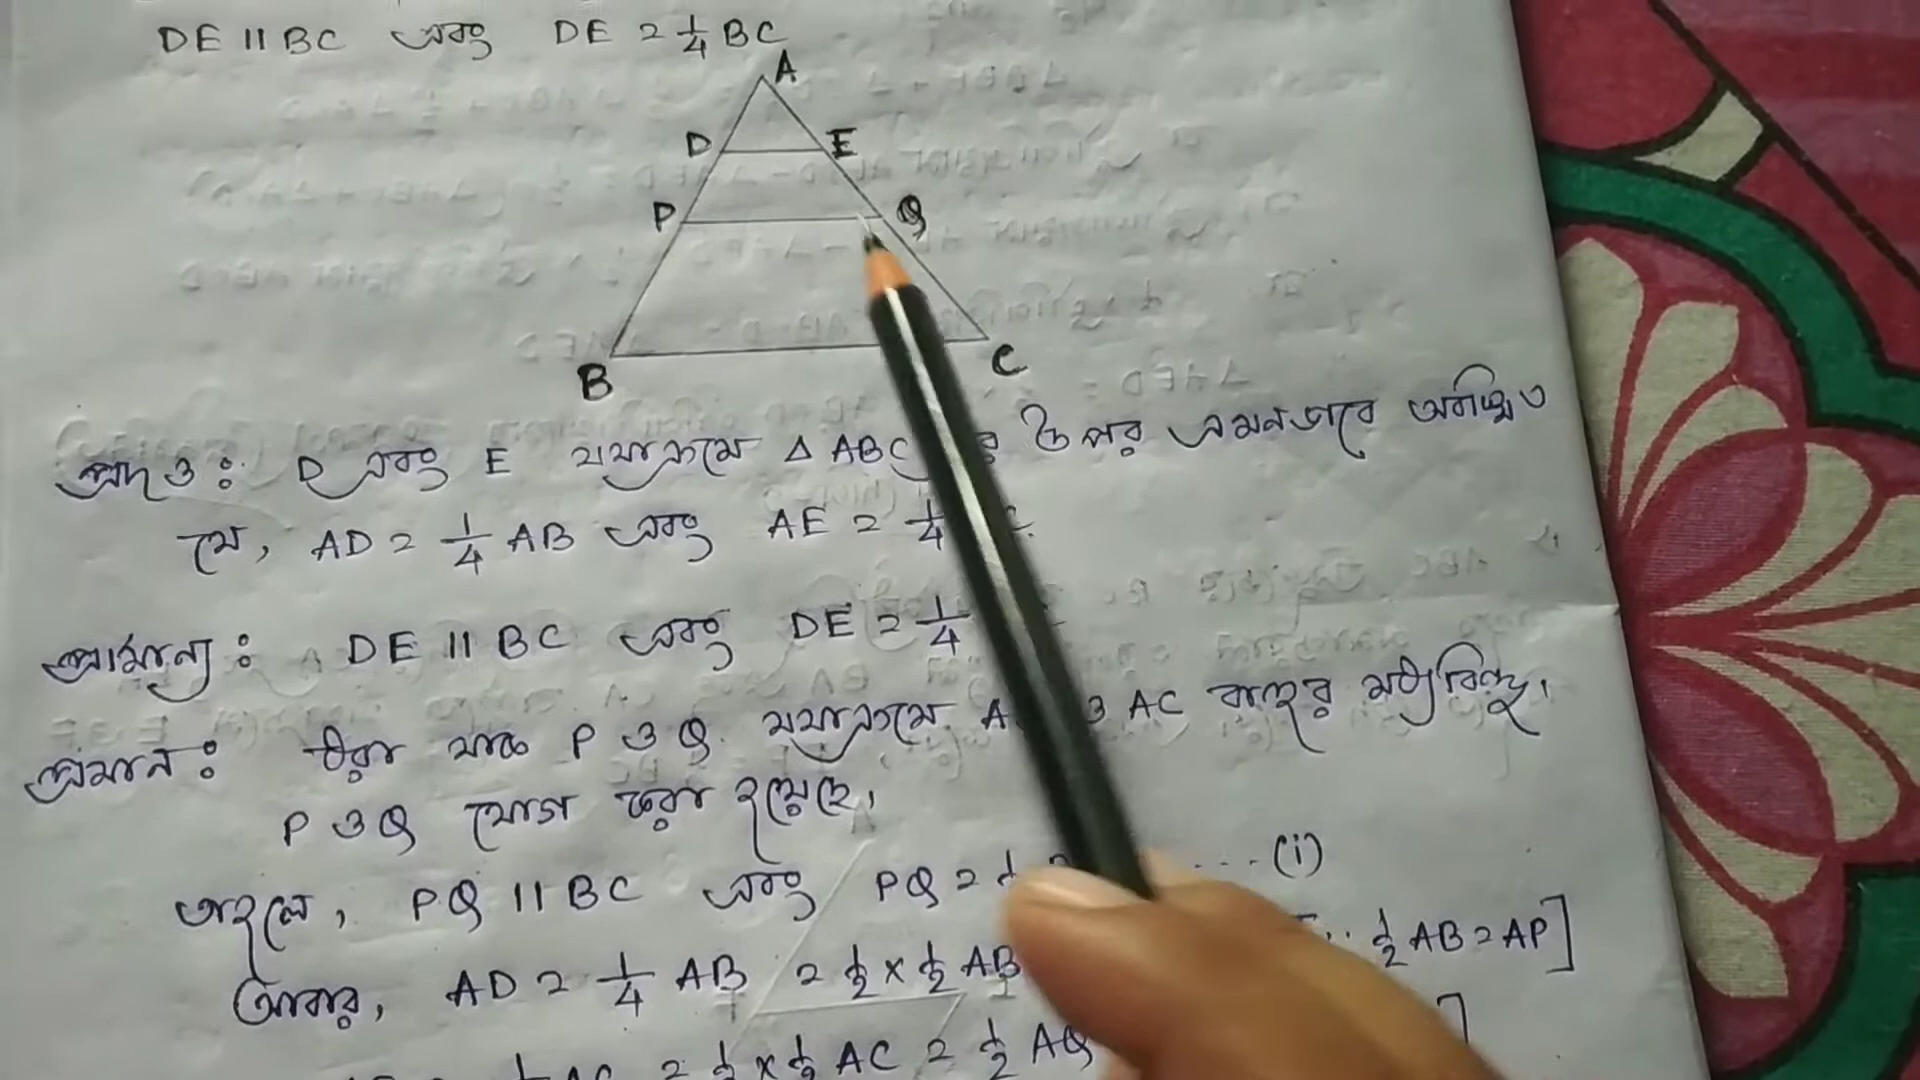 DE || BC এবং DE = 1/4 BC
A
D E
P Q
B C
প্রদত্ত : D এবং E যথাক্রমে Δ ABC র উপর এমনভাবে অবস্থিত
যে, AD = 1/4 AB এবং AE = 1/4
প্রামাণ্য : DE || BC এবং DE = 1/4
প্রমান : ধরা যাক P ও Q যথাক্রমে A ও AC বাহুর মধ্যবিন্দু।
P ও Q যোগ করা হয়েছে।
তাহলে, PQ || BC এবং PQ = 1 ... (i)
আবার, AD = 1/4 AB = 1/2 × 1/2 AB 1/2 AB = AP]
AC = 1/2 × 1/2 AC = 1/2 AQ ]